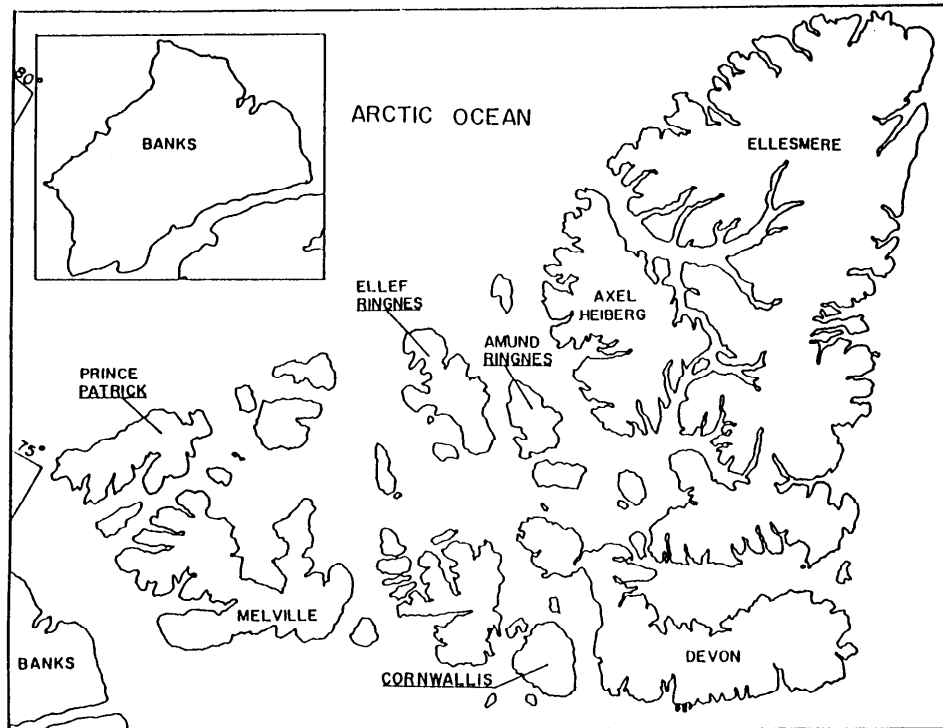 80°
BANKS
ARCTIC OCEAN
ELLESMERE
ELLEF
RINGNES
AXEL
HEIBERG
AMUND
RINGNES
PRINCE
PATRICK
75°
MELVILLE
BANKS
CORNWALLIS
DEVON